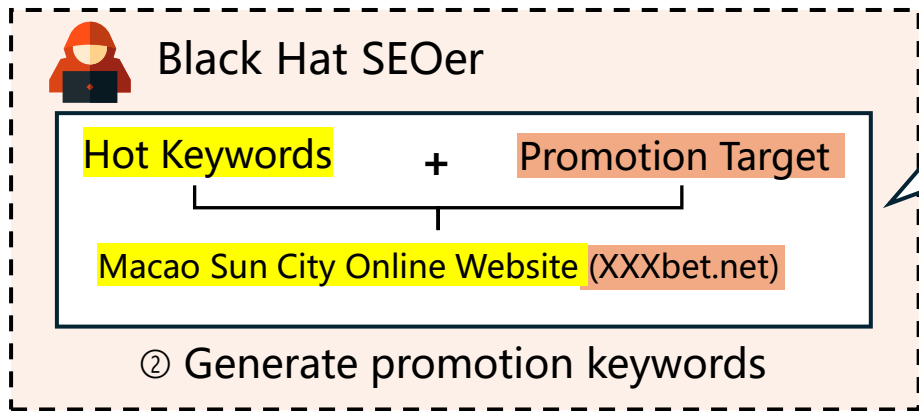 Black Hat SEOer
Hot Keywords + Promotion Target
Macao Sun City Online Website (XXXbet.net)
② Generate promotion keywords